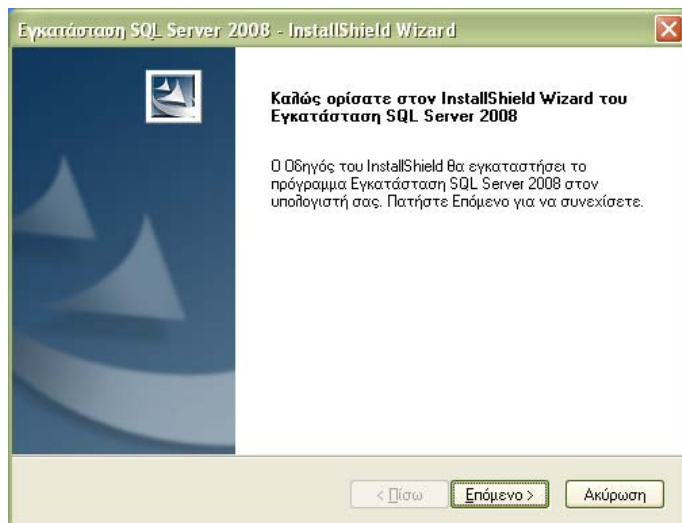 Εγκατάσταση SQL Server 2008 - InstallShield Wizard
Καλώς ορίσατε στον InstallShield Wizard του
Εγκατάσταση SQL Server 2008
Ο Οδηγός του InstallShield θα εγκαταστήσει το
πρόγραμμα Εγκατάσταση SQL Server 2008 στον
υπολογιστή σας. Πατήστε Επόμενο για να συνεχίσετε.
< Πίσω Επόμενο > Ακύρωση